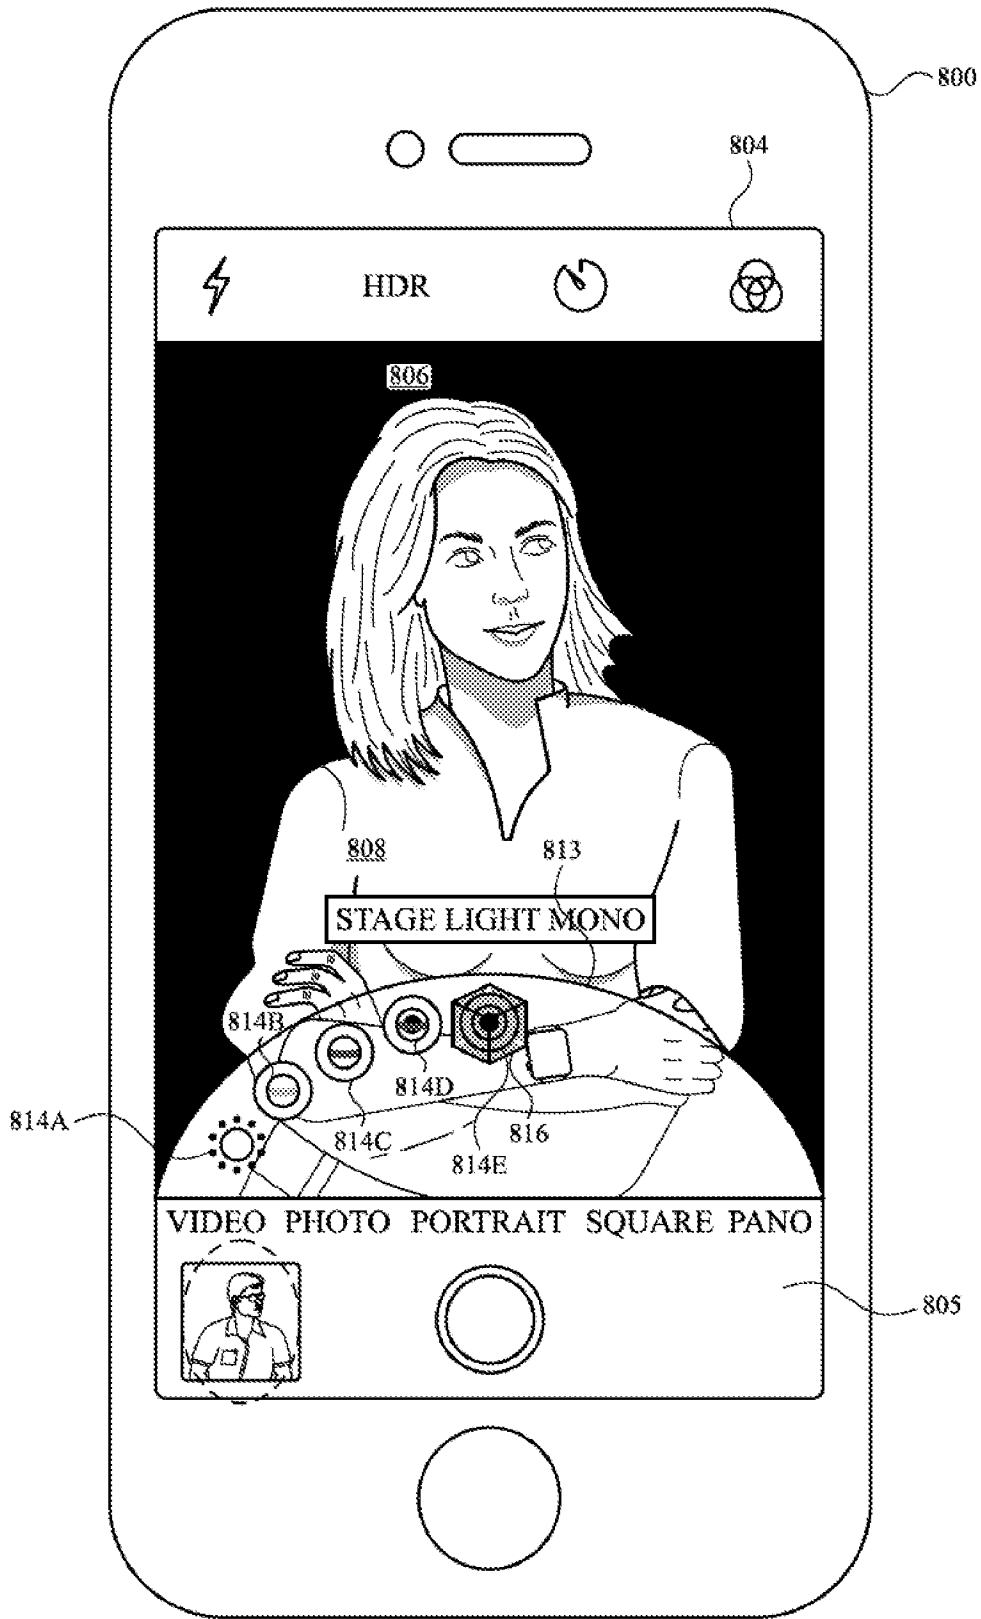 800
804
HDR
806
808
813
STAGE LIGHT MONO
814B
814D
814A
814C
816
814E
VIDEO PHOTO PORTRAIT SQUARE PANO
805